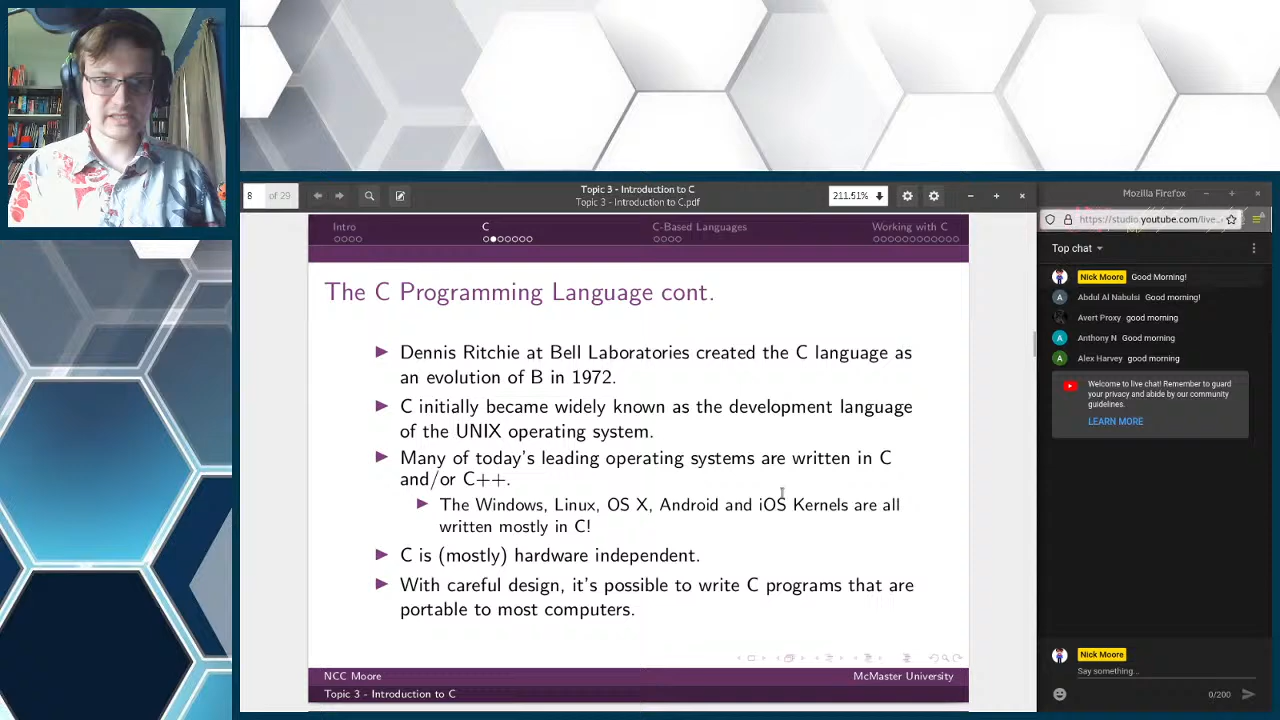 Topic 3 - Introduction to C
Topic 3 - Introduction to C.pdf
8 of 29
211.51%
Intro
C
C-Based Languages
Working with C
The C Programming Language cont.
Dennis Ritchie at Bell Laboratories created the C language as
an evolution of B in 1972.
C initially became widely known as the development language
of the UNIX operating system.
Many of today's leading operating systems are written in C
and/or C++.
The Windows, Linux, OS X, Android and iOS Kernels are all
written mostly in C!
C is (mostly) hardware independent.
With careful design, it's possible to write C programs that are
portable to most computers.
NCC Moore
McMaster University
Topic 3 - Introduction to C
Mozilla Firefox
https://studio.youtube.com/live
Top chat
Nick Moore Good Morning!
A Abdul Al Nabulsi Good morning!
Avert Proxy good morning
A Anthony N Good morning!
A Alex Harvey good morning
Welcome to live chat! Remember to guard
your privacy and abide by our community
guidelines.
LEARN MORE
Nick Moore
Say something...
0/200